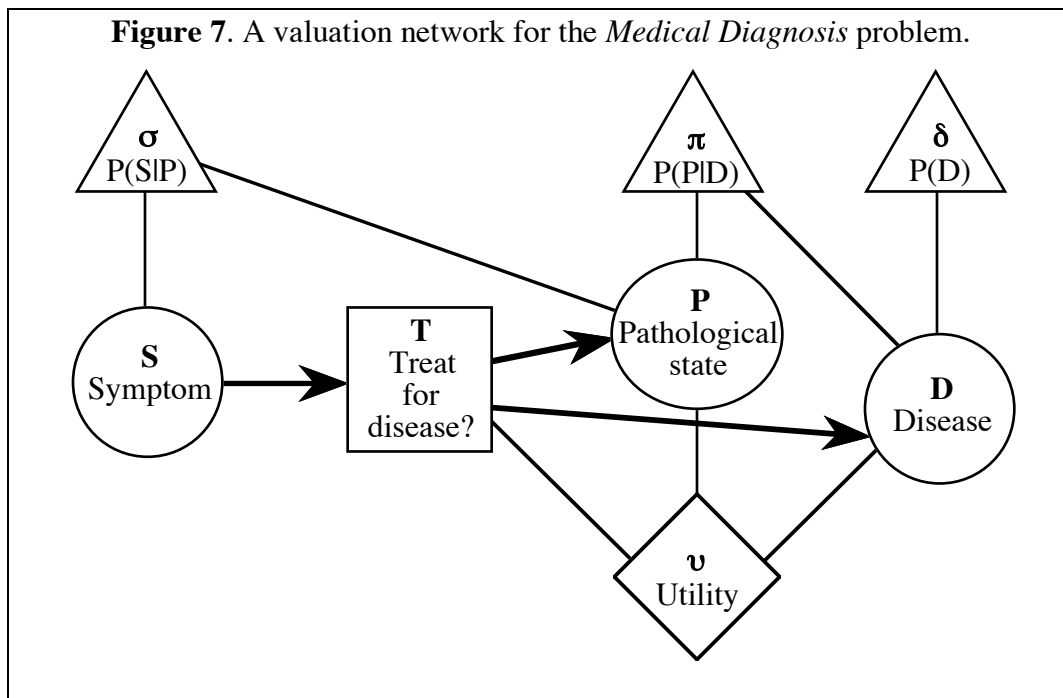 Figure 7. A valuation network for the Medical Diagnosis problem.
σ
P(S|P)
π
P(P|D)
δ
P(D)
S
Symptom
T
Treat
for
disease?
P
Pathological
state
D
Disease
υ
Utility